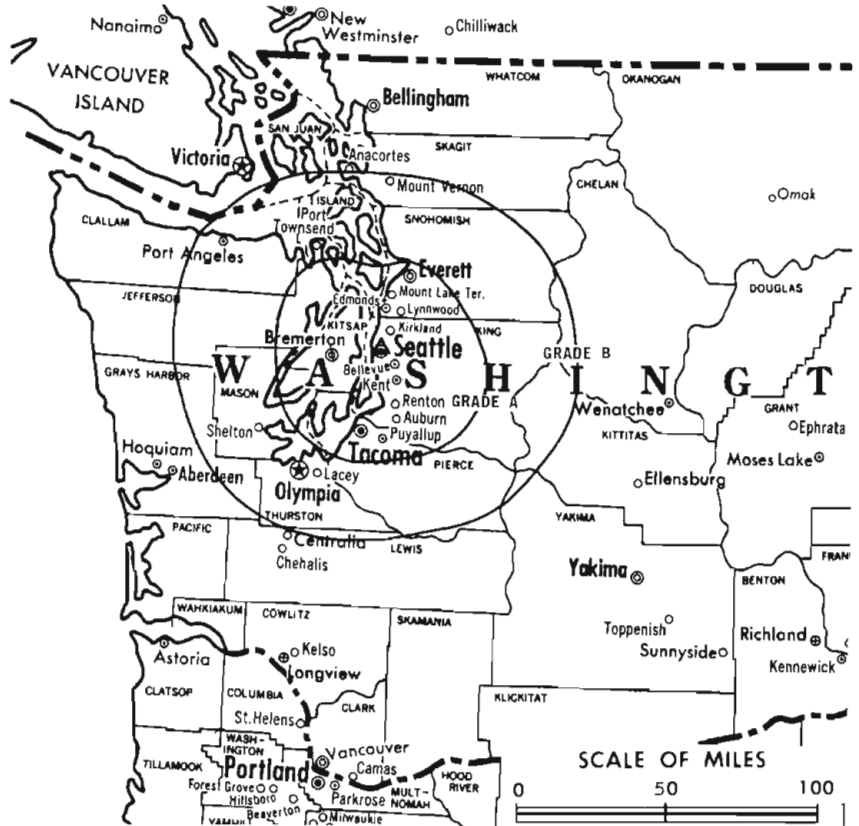 Nanaimo
New
Westminster
Chilliwack
VANCOUVER
ISLAND
WHATCOM
OKANOGAN
Bellingham
SAN JUAN
SKAGIT
Victoria
Anacortes
Mount Vernon
CHELAN
Omak
ISLAND
CLALLAM
Port
Townsend
SNOHOMISH
Port Angeles
Everett
JEFFERSON
Edmonds
Mount Lake Ter.
Lynnwood
DOUGLAS
KITSAP
Kirkland
KING
Bremerton
Seattle
GRADE B
GRAYS HARBOR
WASHINGT
MASON
Bellevue
Kent
Renton
GRADE A
Wenatchee
GRANT
Auburn
Ephrata
Shelton
Puyallup
KITTITAS
Hoquiam
Tacoma
PIERCE
Moses Lake
Aberdeen
Lacey
Olympia
Ellensburg
THURSTON
YAKIMA
PACIFIC
Centralia
LEWIS
Chehalis
FRAN
Yakima
BENTON
WAHKIAKUM
COWLITZ
SKAMANIA
Toppenish
Richland
Kelso
Sunnyside
Astoria
Longview
Kennewick
CLATSOP
COLUMBIA
KLICKITAT
St. Helens
CLARK
WASH-
INGTON
Vancouver
SCALE OF MILES
TILLAMOOK
Portland
Camas
HOOD
RIVER
Forest Grove
Parkrose
MULT-
NOMAH
Hillsboro
0 50 100
Beaverton
Milwaukie
YAMHILL